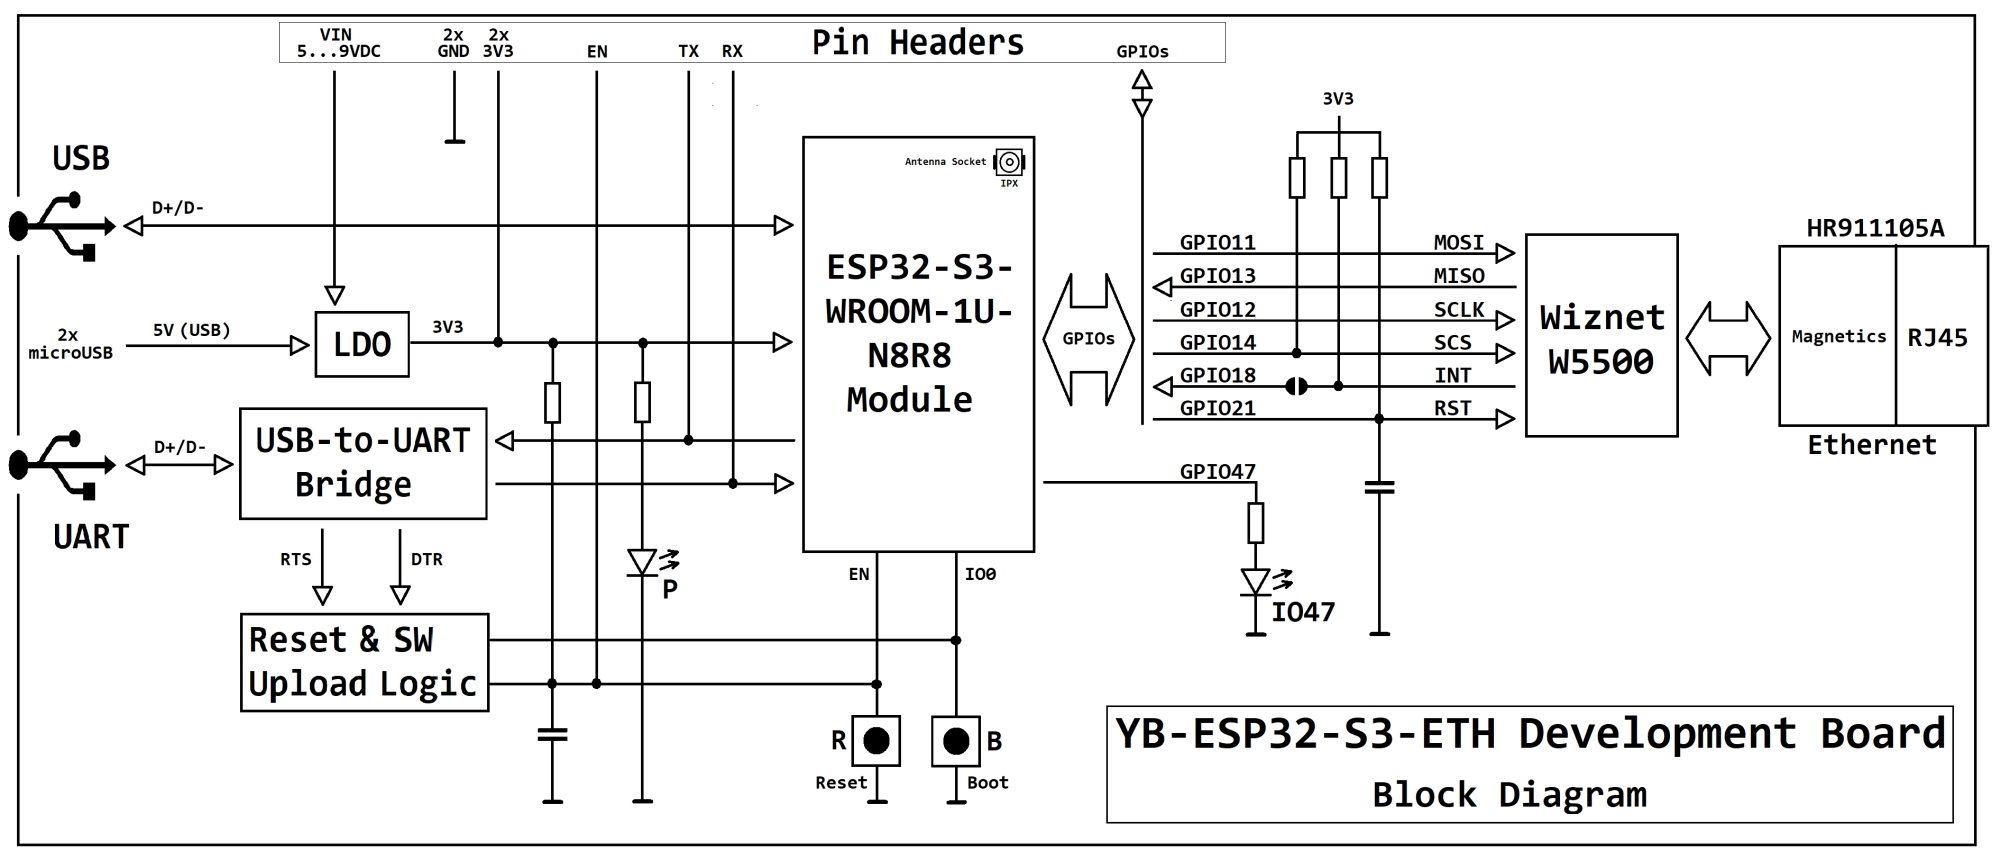 VIN
5...9VDC
2x
GND
2x
3V3
EN
TX
RX
Pin Headers
GPIOs
USB
D+/D-
2x
microUSB
5V (USB)
LDO
3V3
UART
D+/D-
USB-to-UART
Bridge
RTS
DTR
Reset & SW
Upload Logic
P
Antenna Socket
IPX
ESP32-S3-
WROOM-1U-
N8R8
Module
EN
IO0
R
Reset
B
Boot
GPIOs
3V3
GPIO11 MOSI
GPIO13 MISO
GPIO12 SCLK
GPIO14 SCS
GPIO18 INT
GPIO21 RST
GPIO47
IO47
Wiznet
W5500
HR911105A
Magnetics
RJ45
Ethernet
YB-ESP32-S3-ETH Development Board
Block Diagram